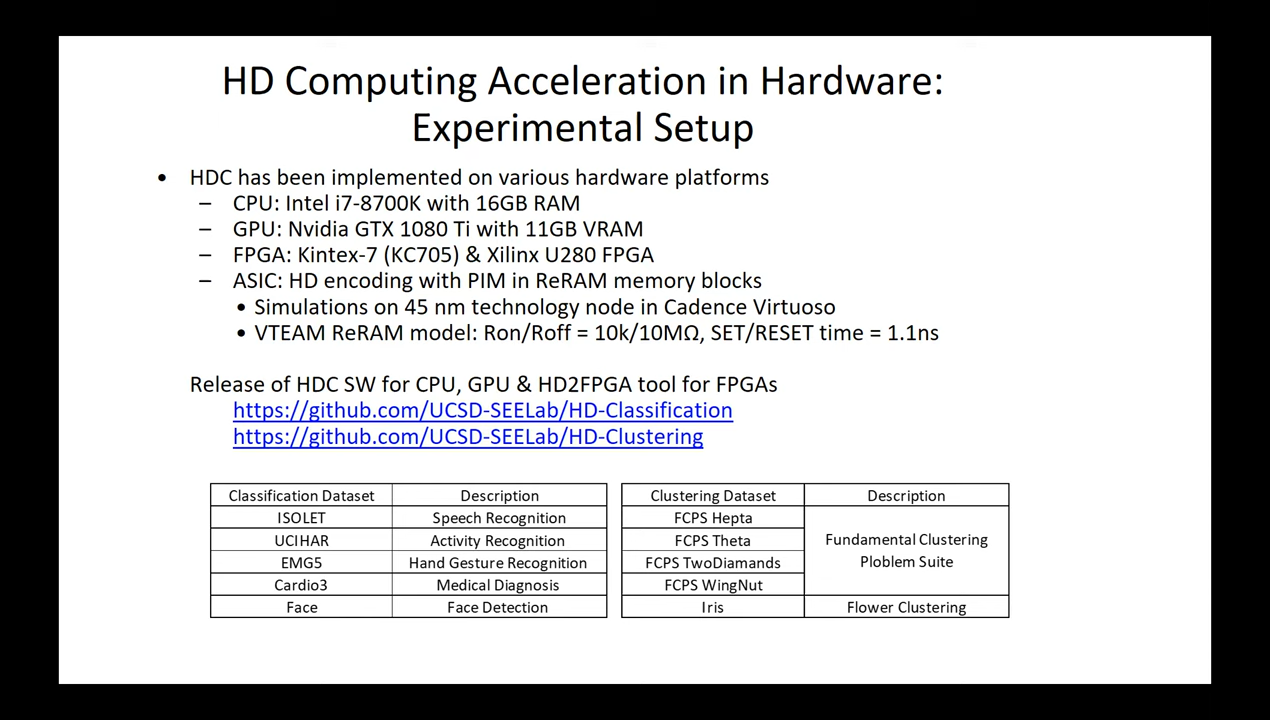 HD Computing Acceleration in Hardware:
Experimental Setup
• HDC has been implemented on various hardware platforms
– CPU: Intel i7-8700K with 16GB RAM
– GPU: Nvidia GTX 1080 Ti with 11GB VRAM
– FPGA: Kintex-7 (KC705) & Xilinx U280 FPGA
– ASIC: HD encoding with PIM in ReRAM memory blocks
• Simulations on 45 nm technology node in Cadence Virtuoso
• VTEAM ReRAM model: Ron/Roff = 10k/10MΩ, SET/RESET time = 1.1ns
Release of HDC SW for CPU, GPU & HD2FPGA tool for FPGAs
https://github.com/UCSD-SEELab/HD-Classification
https://github.com/UCSD-SEELab/HD-Clustering
Classification Dataset Description
ISOLET Speech Recognition
UCIHAR Activity Recognition
EMG5 Hand Gesture Recognition
Cardio3 Medical Diagnosis
Face Face Detection
Clustering Dataset Description
FCPS Hepta
FCPS Theta
FCPS TwoDiamands
FCPS WingNut
Fundamental Clustering
Ploblem Suite
Iris Flower Clustering